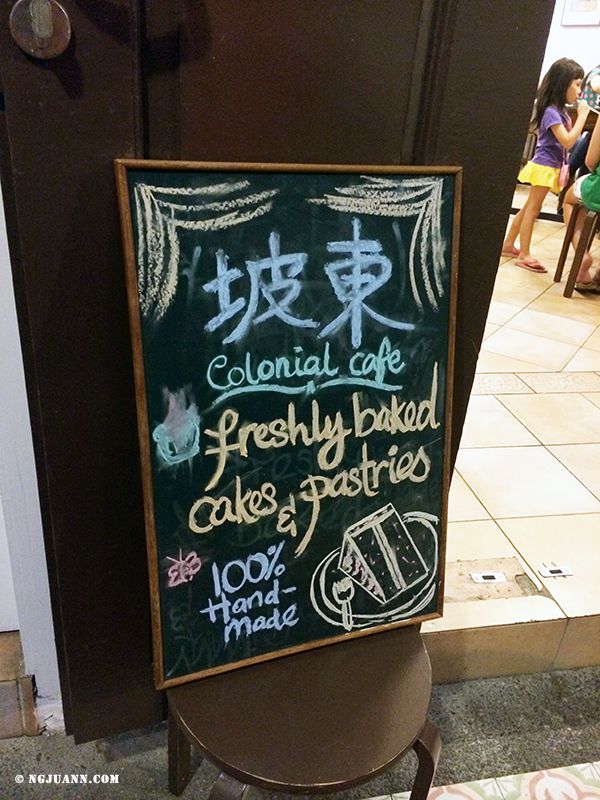 坡東
Colonial cafe
freshly baked
cakes & pastries
100%
Hand-
made
© NGJUANN.COM